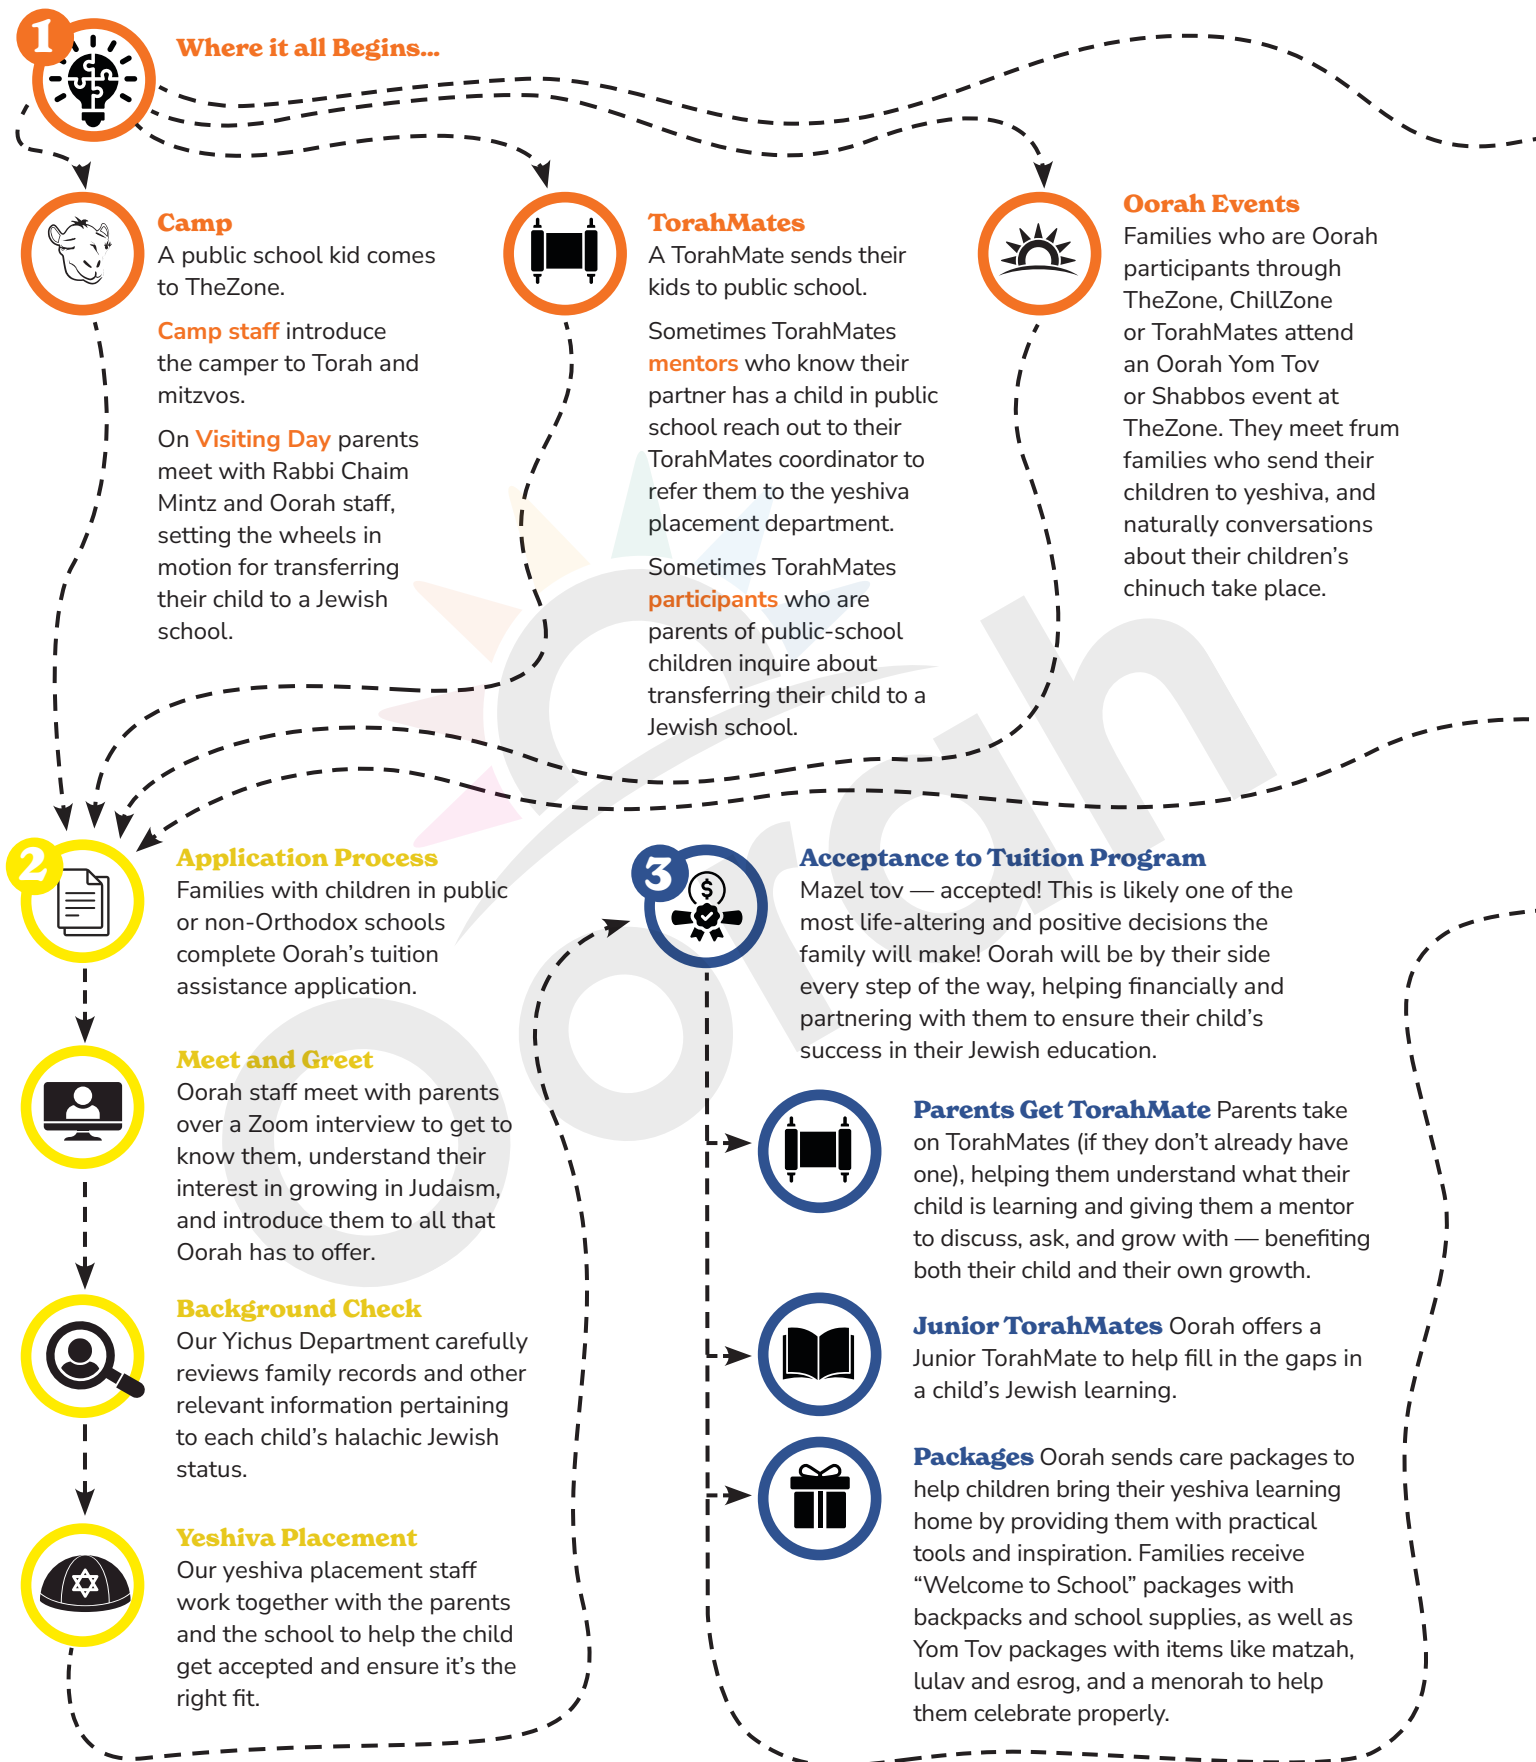 1
Where it all Begins...
Camp
A public school kid comes
to TheZone.
Camp staff introduce
the camper to Torah and
mitzvos.
On Visiting Day parents
meet with Rabbi Chaim
Mintz and Oorah staff,
setting the wheels in
motion for transferring
their child to a Jewish
school.
TorahMates
A TorahMate sends their
kids to public school.
Sometimes TorahMates
mentors who know their
partner has a child in public
school reach out to their
TorahMates coordinator to
refer them to the yeshiva
placement department.
Sometimes TorahMates
participants who are
parents of public-school
children inquire about
transferring their child to a
Jewish school.
Oorah Events
Families who are Oorah
participants through
TheZone, ChillZone
or TorahMates attend
an Oorah Yom Tov
or Shabbos event at
TheZone. They meet frum
families who send their
children to yeshiva, and
naturally conversations
about their children's
chinuch take place.
Oorah
2
Application Process
Families with children in public
or non-Orthodox schools
complete Oorah's tuition
assistance application.
Meet and Greet
Oorah staff meet with parents
over a Zoom interview to get to
know them, understand their
interest in growing in Judaism,
and introduce them to all that
Oorah has to offer.
Background Check
Our Yichus Department carefully
reviews family records and other
relevant information pertaining
to each child's halachic Jewish
status.
Yeshiva Placement
Our yeshiva placement staff
work together with the parents
and the school to help the child
get accepted and ensure it's the
right fit.
3
$
Acceptance to Tuition Program
Mazel tov — accepted! This is likely one of the
most life-altering and positive decisions the
family will make! Oorah will be by their side
every step of the way, helping financially and
partnering with them to ensure their child's
success in their Jewish education.
Parents Get TorahMate Parents take
on TorahMates (if they don't already have
one), helping them understand what their
child is learning and giving them a mentor
to discuss, ask, and grow with — benefiting
both their child and their own growth.
Junior TorahMates Oorah offers a
Junior TorahMate to help fill in the gaps in
a child's Jewish learning.
Packages Oorah sends care packages to
help children bring their yeshiva learning
home by providing them with practical
tools and inspiration. Families receive
“Welcome to School” packages with
backpacks and school supplies, as well as
Yom Tov packages with items like matzah,
lulav and esrog, and a menorah to help
them celebrate properly.